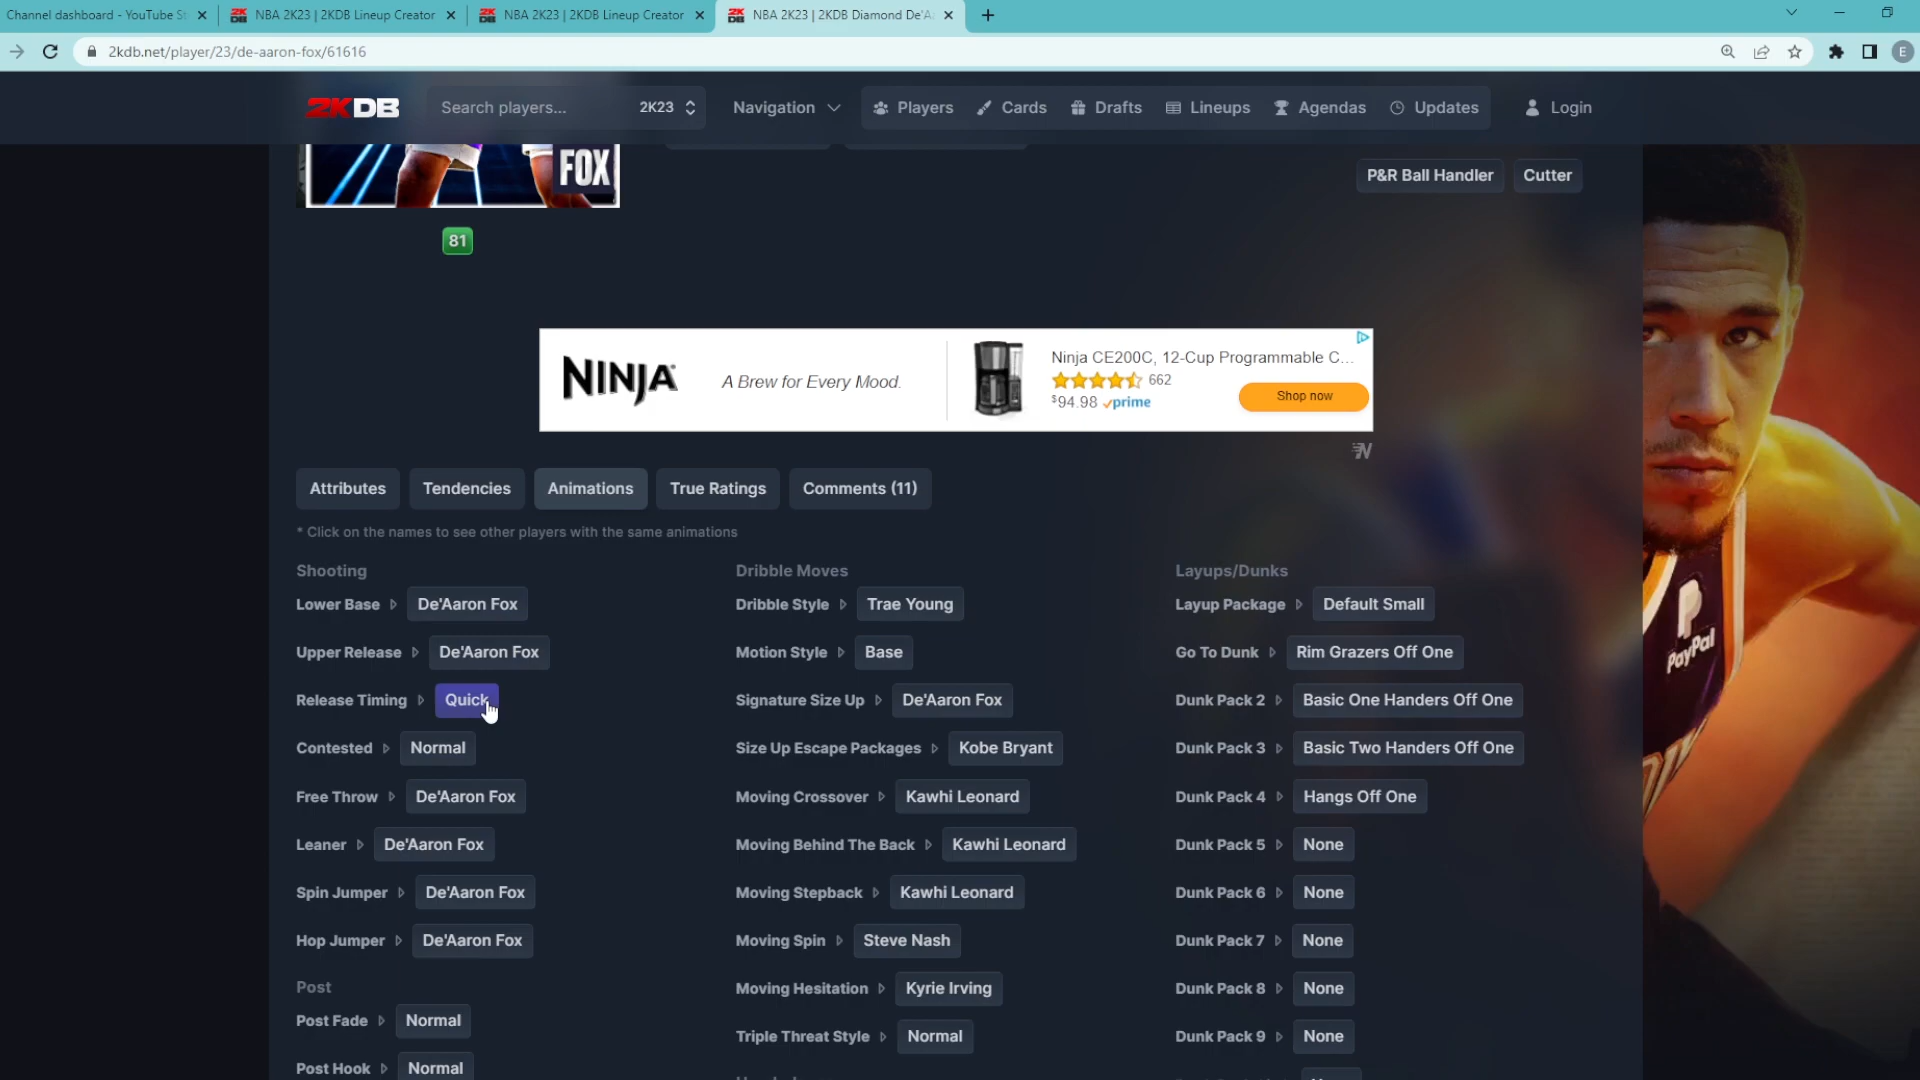 Channel dashboard - YouTube St
NBA 2K23 | 2KDB Lineup Creator
NBA 2K23 | 2KDB Lineup Creator
NBA 2K23 | 2KDB Diamond De'A
2kdb.net/player/23/de-aaron-fox/61616
E
2KDB
Search players...
2K23
Navigation
Players
Cards
Drafts
Lineups
Agendas
Updates
Login
FOX
P&R Ball Handler
Cutter
81
NINJA
A Brew for Every Mood.
Ninja CE200C, 12-Cup Programmable C...
662
$94.98 prime
Shop now
Attributes
Tendencies
Animations
True Ratings
Comments (11)
* Click on the names to see other players with the same animations
Shooting
Lower Base De'Aaron Fox
Upper Release De'Aaron Fox
Release Timing Quick
Contested Normal
Free Throw De'Aaron Fox
Leaner De'Aaron Fox
Spin Jumper De'Aaron Fox
Hop Jumper De'Aaron Fox
Post
Post Fade Normal
Post Hook Normal
Dribble Moves
Dribble Style Trae Young
Motion Style Base
Signature Size Up De'Aaron Fox
Size Up Escape Packages Kobe Bryant
Moving Crossover Kawhi Leonard
Moving Behind The Back Kawhi Leonard
Moving Stepback Kawhi Leonard
Moving Spin Steve Nash
Moving Hesitation Kyrie Irving
Triple Threat Style Normal
Layups/Dunks
Layup Package Default Small
Go To Dunk Rim Grazers Off One
Dunk Pack 2 Basic One Handers Off One
Dunk Pack 3 Basic Two Handers Off One
Dunk Pack 4 Hangs Off One
Dunk Pack 5 None
Dunk Pack 6 None
Dunk Pack 7 None
Dunk Pack 8 None
Dunk Pack 9 None
PayPal